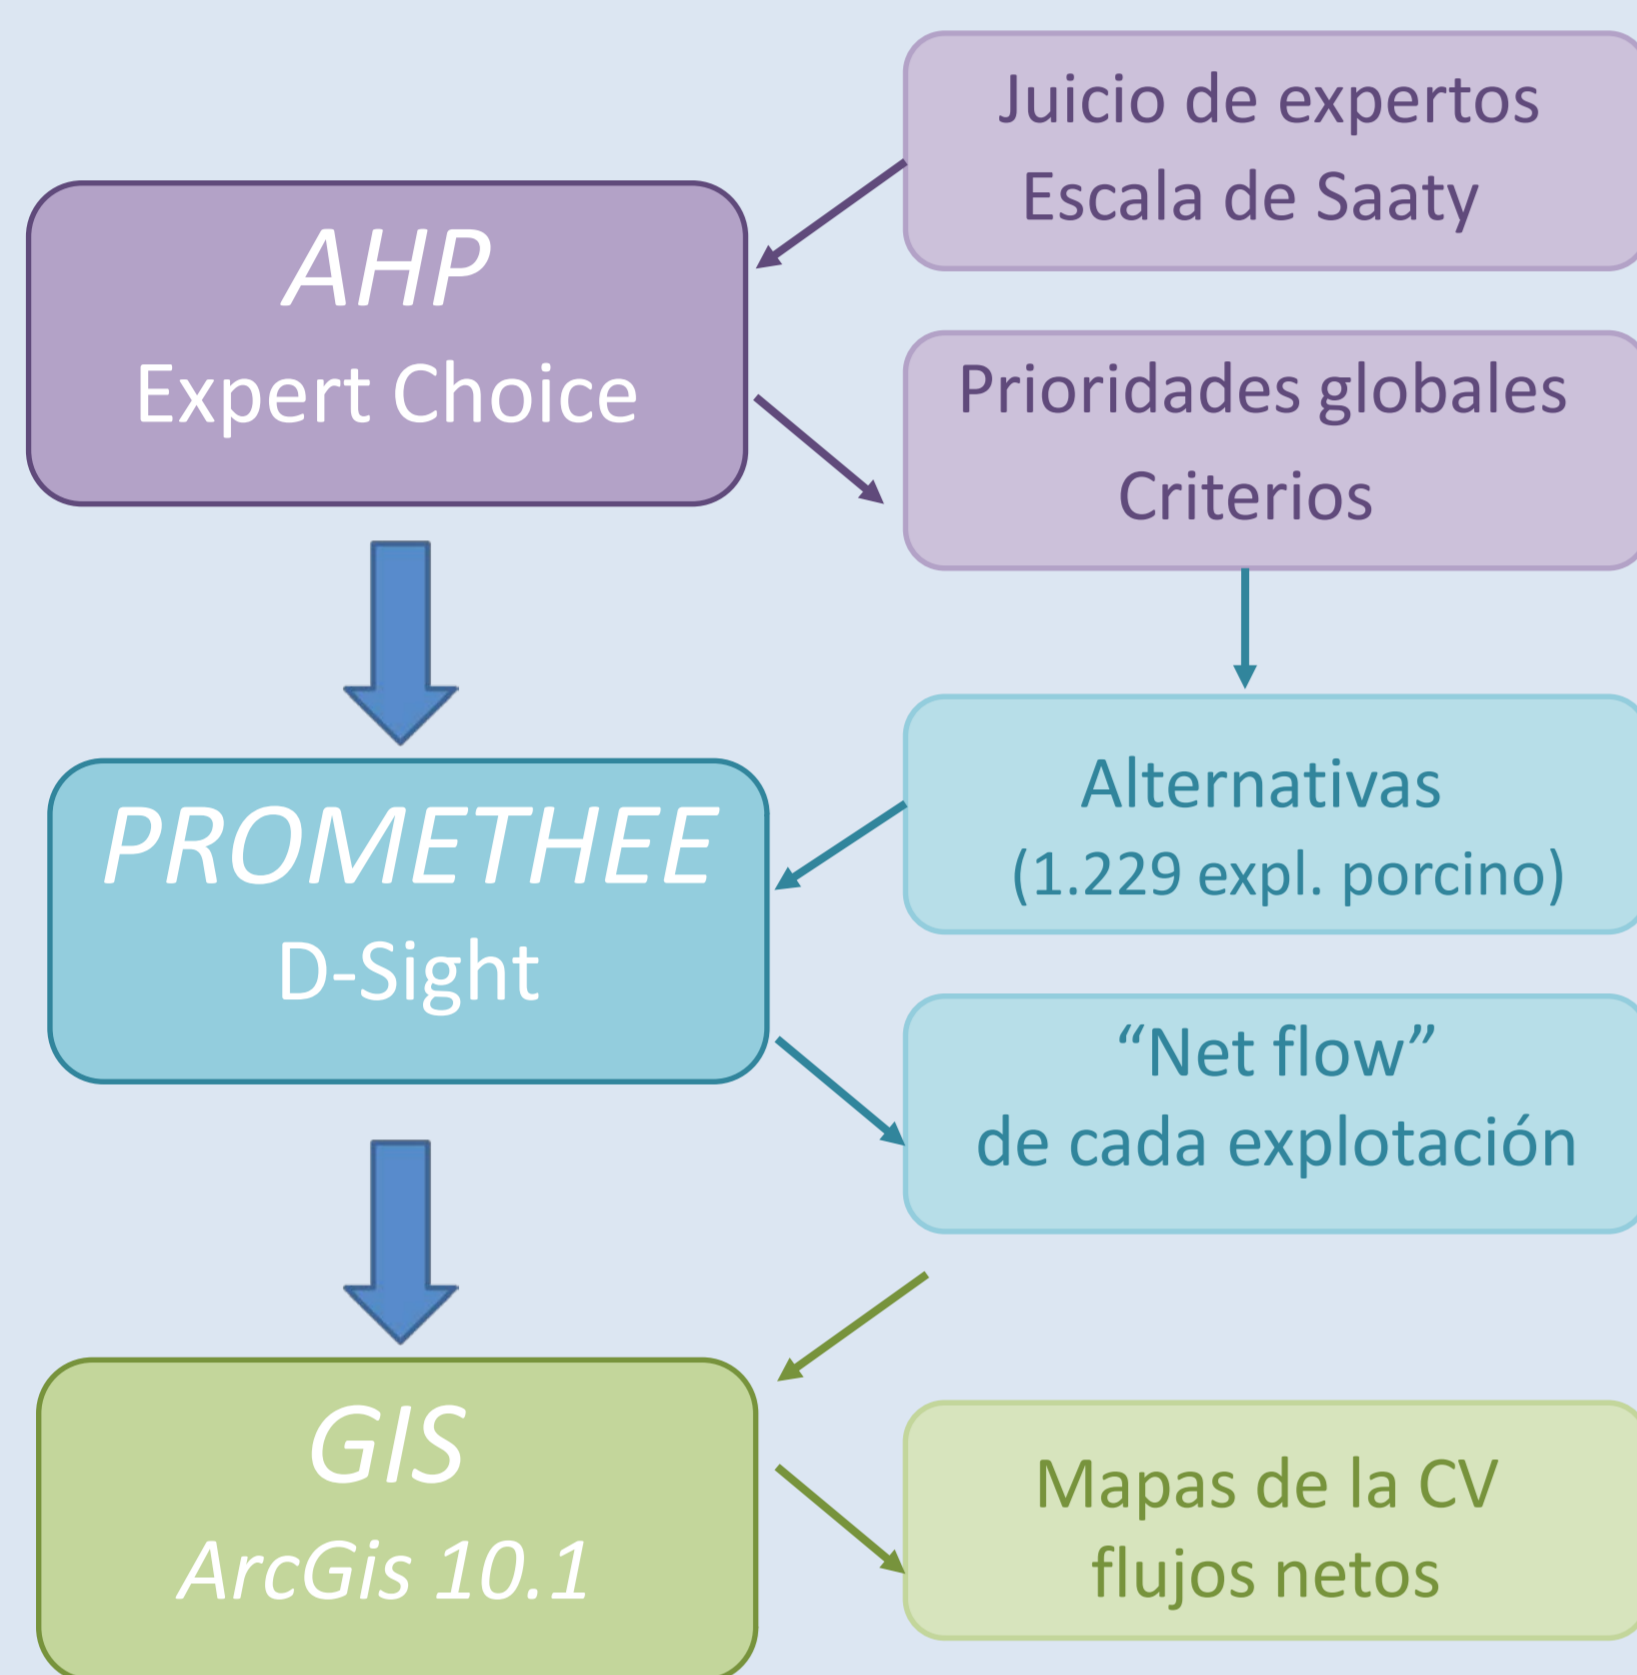 Juicio de expertos
Escala de Saaty
AHP
Expert Choice
Prioridades globales
Criterios
Alternativas
(1.229 expl. porcino)
PROMETHEE
D-Sight
“Net flow”
de cada explotación
GIS
ArcGis 10.1
Mapas de la CV
flujos netos